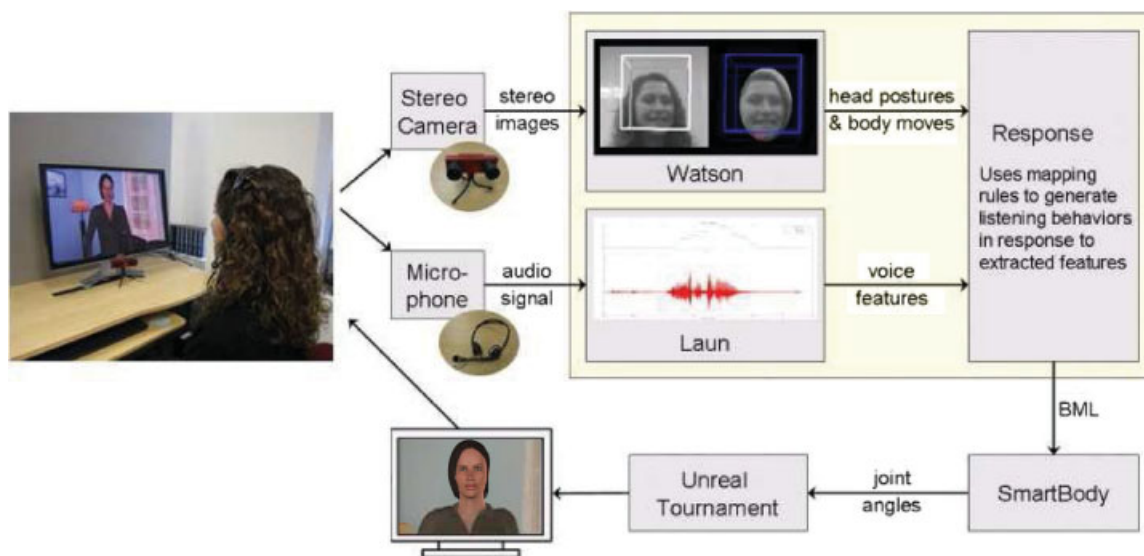 Stereo
Camera
stereo
images
Watson
head postures
& body moves
Response
Uses mapping
rules to generate
listening behaviors
in response to
extracted features
Micro-
phone
audio
signal
Laun
voice
features
BML
SmartBody
joint
angles
Unreal
Tournament